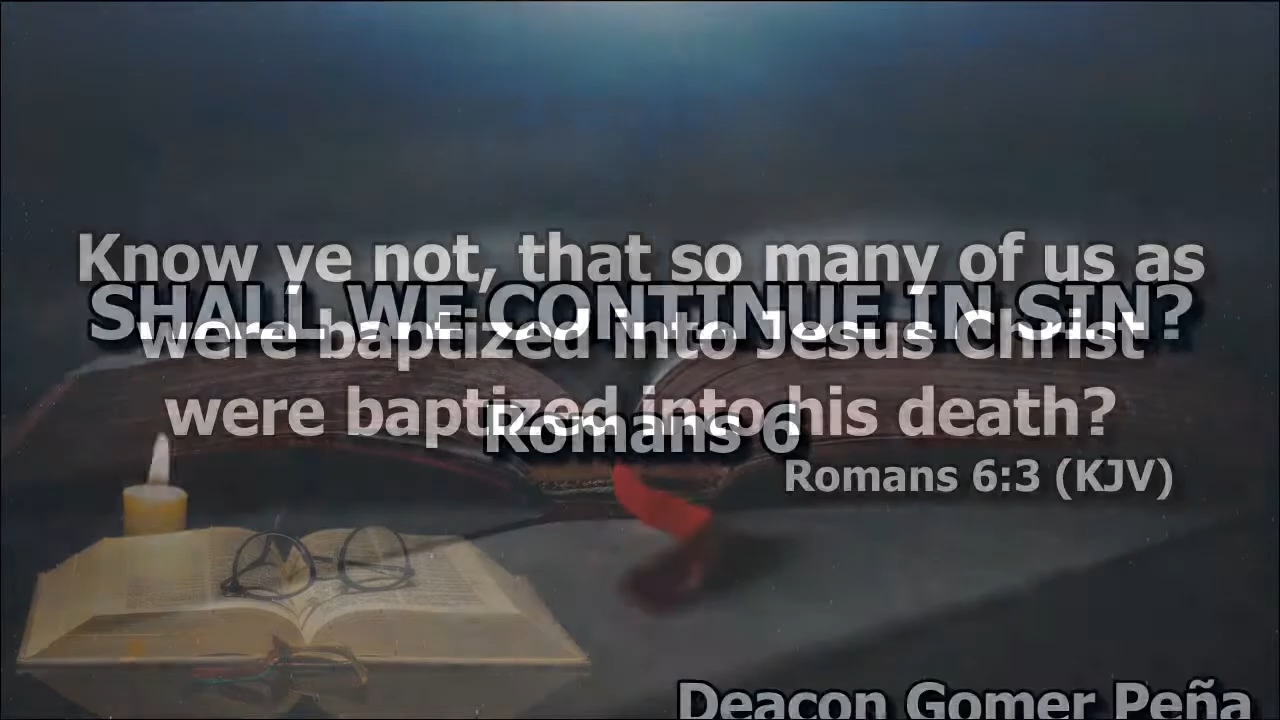 Know ye not, that so many of us as
SHALL WE CONTINUE IN SIN?
were baptized into Jesus Christ
were baptized into his death?
Romans 6
Romans 6:3 (KJV)
Deacon Gomer Peña